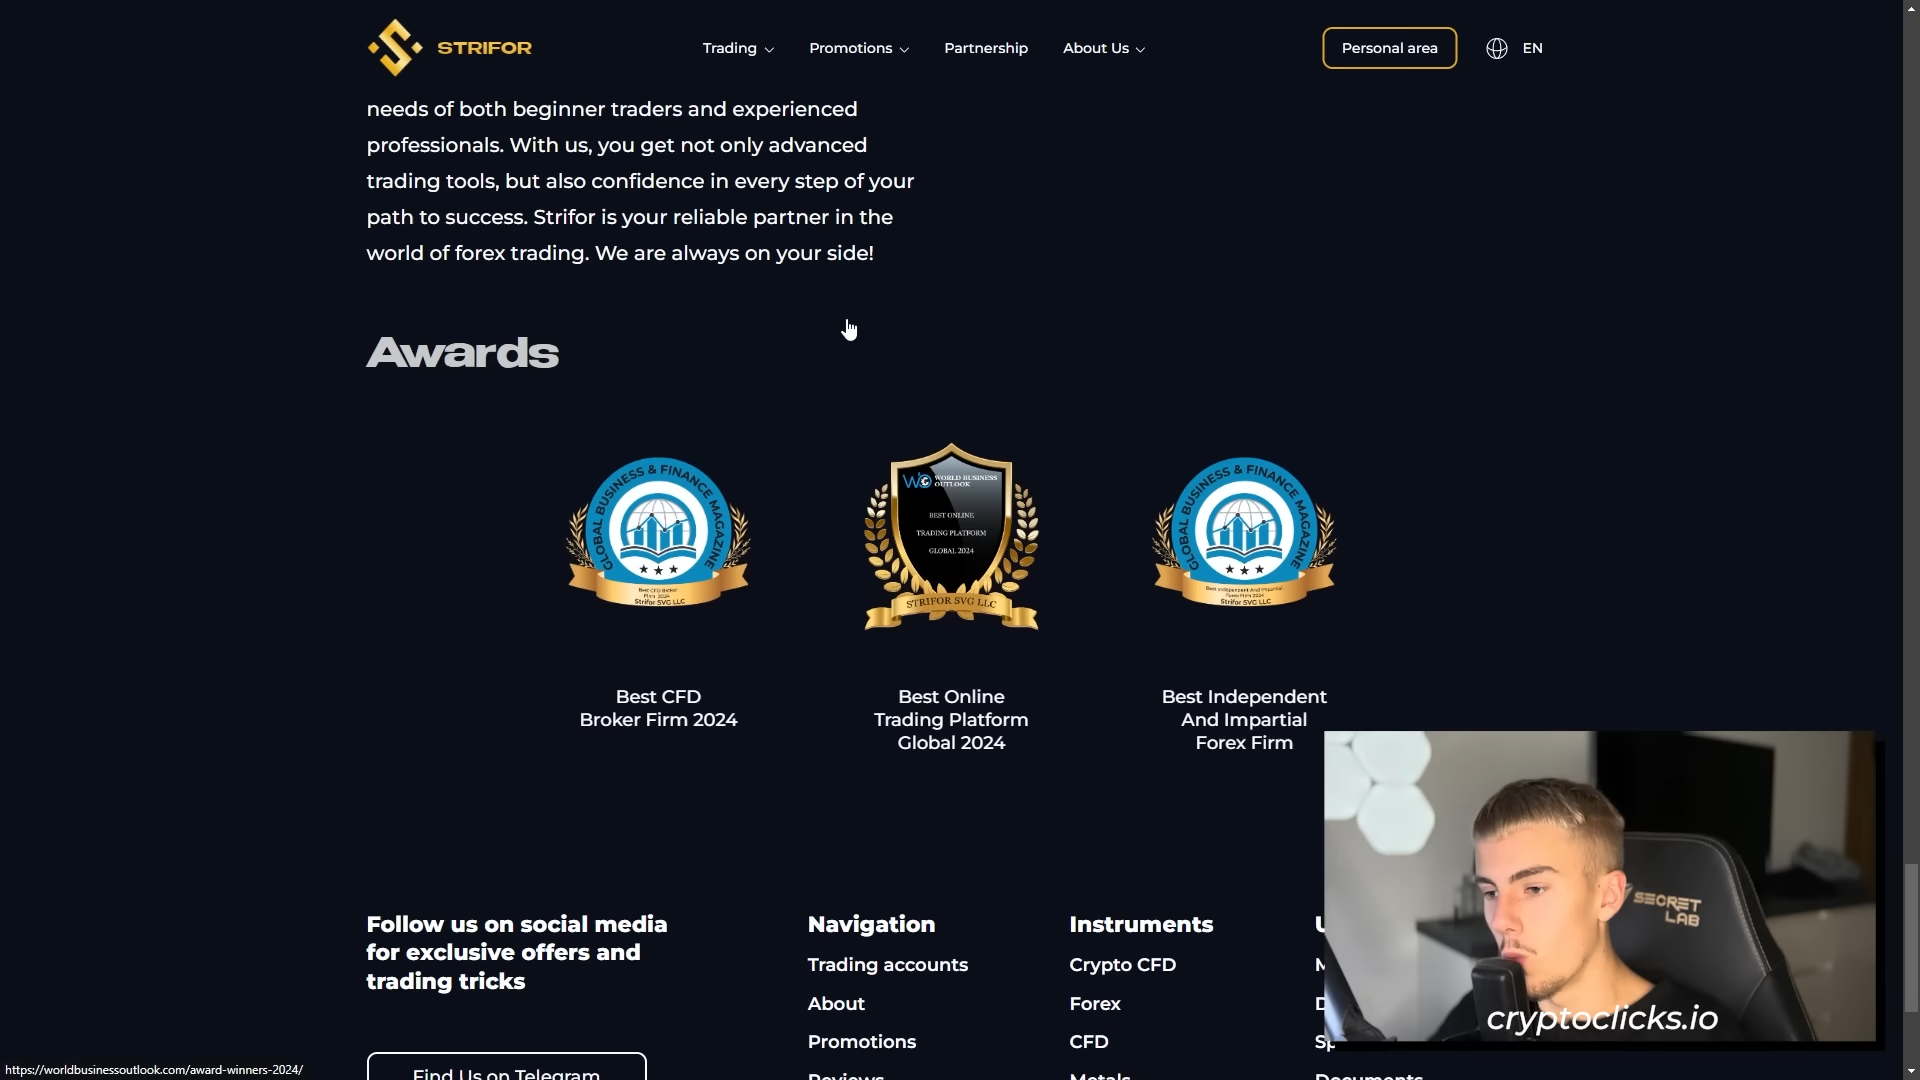 STRIFOR
Trading
Promotions
Partnership
About Us
Personal area
EN
needs of both beginner traders and experienced
professionals. With us, you get not only advanced
trading tools, but also confidence in every step of your
path to success. Strifor is your reliable partner in the
world of forex trading. We are always on your side!
Awards
GLOBAL BUSINESS & FINANCE MAGAZINE
Best CFD Broker
Firm 2024
Strifor SVG LLC
WORLD BUSINESS
OUTLOOK
BEST ONLINE
TRADING PLATFORM
GLOBAL 2024
STRIFOR SVG LLC
GLOBAL BUSINESS & FINANCE MAGAZINE
Best Independent And Impartial
Forex Firm 2024
Strifor SVG LLC
Best CFD
Broker Firm 2024
Best Online
Trading Platform
Global 2024
Best Independent
And Impartial
Forex Firm
Follow us on social media
for exclusive offers and
trading tricks
Find Us on Telegram
Navigation
Trading accounts
About
Promotions
Reviews
Instruments
Crypto CFD
Forex
CFD
Metals
Documents
SECRET
LAB
cryptoclicks.io
https://worldbusinessoutlook.com/award-winners-2024/